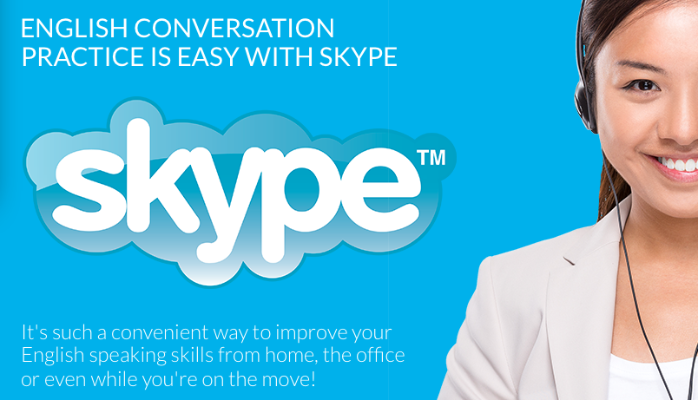 ENGLISH CONVERSATION
PRACTICE IS EASY WITH SKYPE
skype™
It's such a convenient way to improve your
English speaking skills from home, the office
or even while you're on the move!